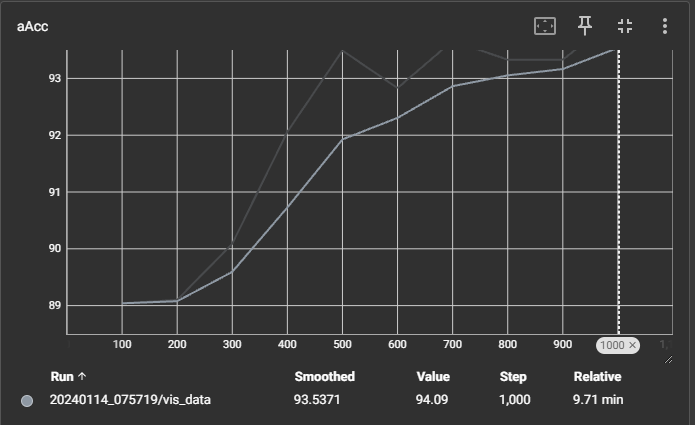 aAcc
93
92
91
90
89
100 200 300 400 500 600 700 800 900 1000 ×
Run ↑ Smoothed Value Step Relative
20240114_075719/vis_data 93.5371 94.09 1,000 9.71 min